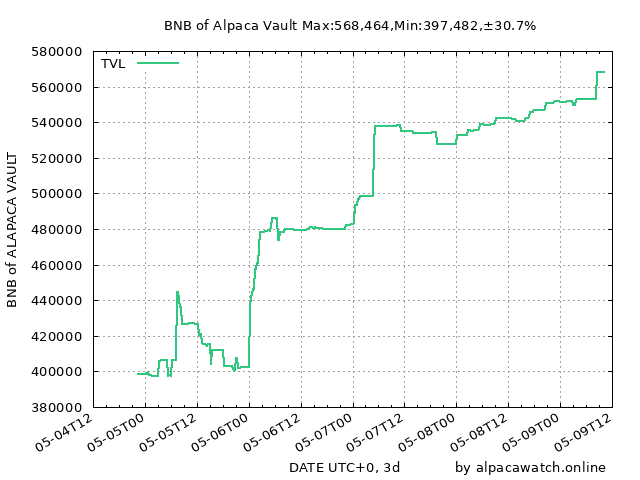 BNB of Alpaca Vault Max:568,464,Min:397,482,±30.7%
TVL
BNB of ALAPACA VAULT
580000
560000
540000
520000
500000
480000
460000
440000
420000
400000
380000
05-04T12
05-05T00
05-05T12
05-06T00
05-06T12
05-07T00
05-07T12
05-08T00
05-08T12
05-09T00
05-09T12
DATE UTC+0, 3d
by alpacawatch.online